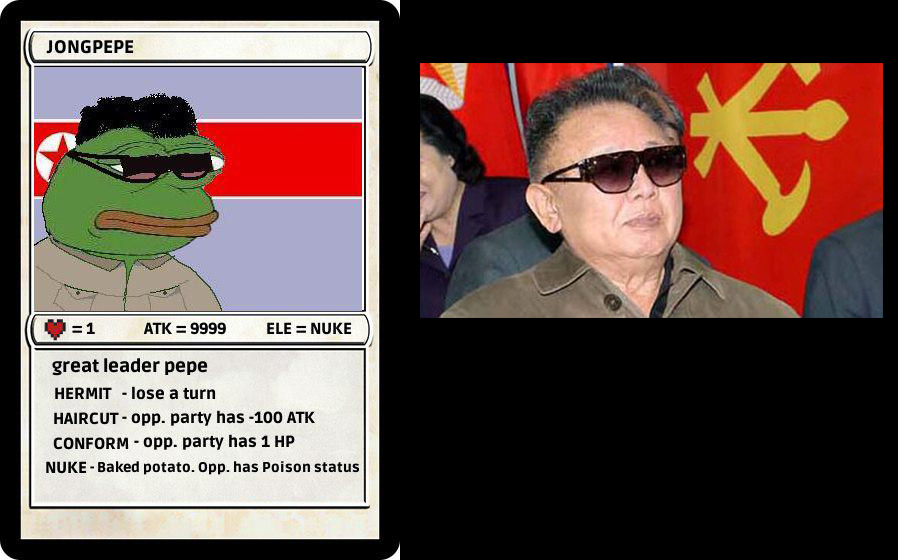 JONGPEPE
= 1 ATK = 9999 ELE = NUKE
great leader pepe
HERMIT - lose a turn
HAIRCUT - opp. party has -100 ATK
CONFORM - opp. party has 1 HP
NUKE - Baked potato. Opp. has Poison status